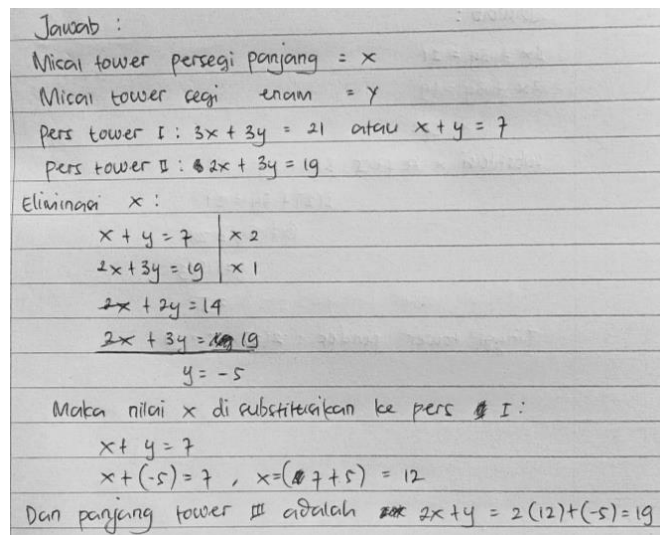 Jawab :
Misal tower persegi panjang = x
Misal tower segi enam = y
Pers tower I : 3x + 3y = 21 atau x + y = 7
Pers tower II : 2x + 3y = 19
Eliminasi x :
x + y = 7 | x 2
2x + 3y = 19 | x 1
2x + 2y = 14
2x + 3y = 19
y = -5
Maka nilai x di substitusikan ke pers I :
x + y = 7
x + (-5) = 7 , x = (7 + 5) = 12
Dan panjang tower III adalah 2x + y = 2 (12) + (-5) = 19